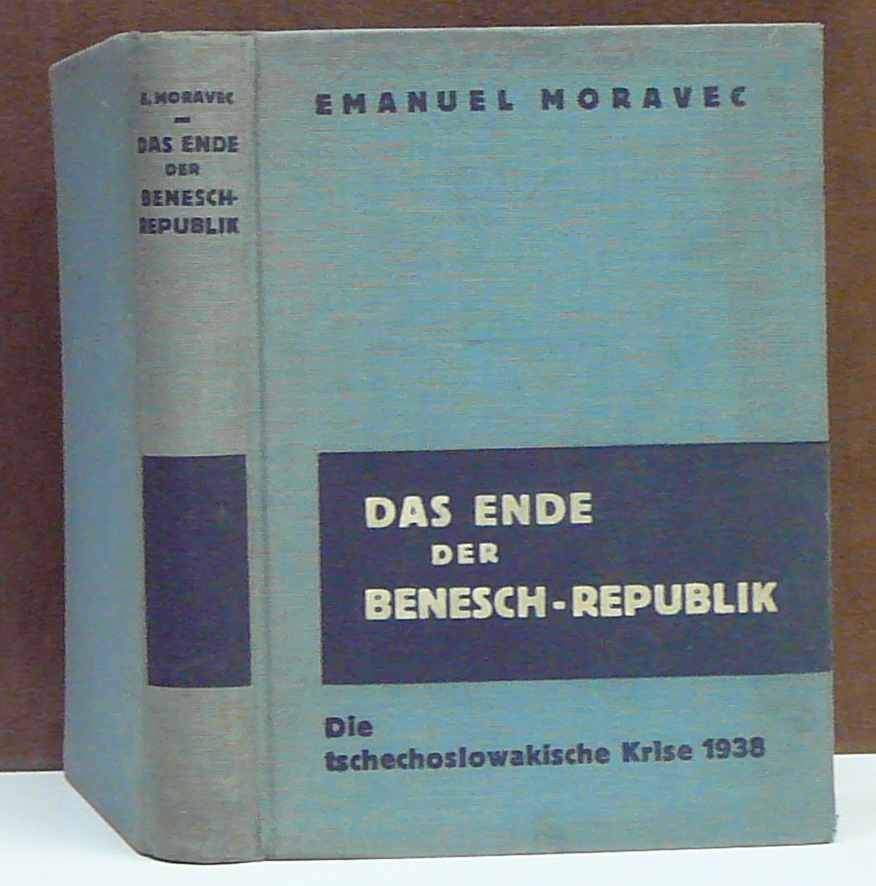 E. MORAVEC
DAS ENDE
DER
BENESCH-
REPUBLIK
EMANUEL MORAVEC
DAS ENDE
DER
BENESCH-REPUBLIK
Die
tschechoslowakische Krise 1938